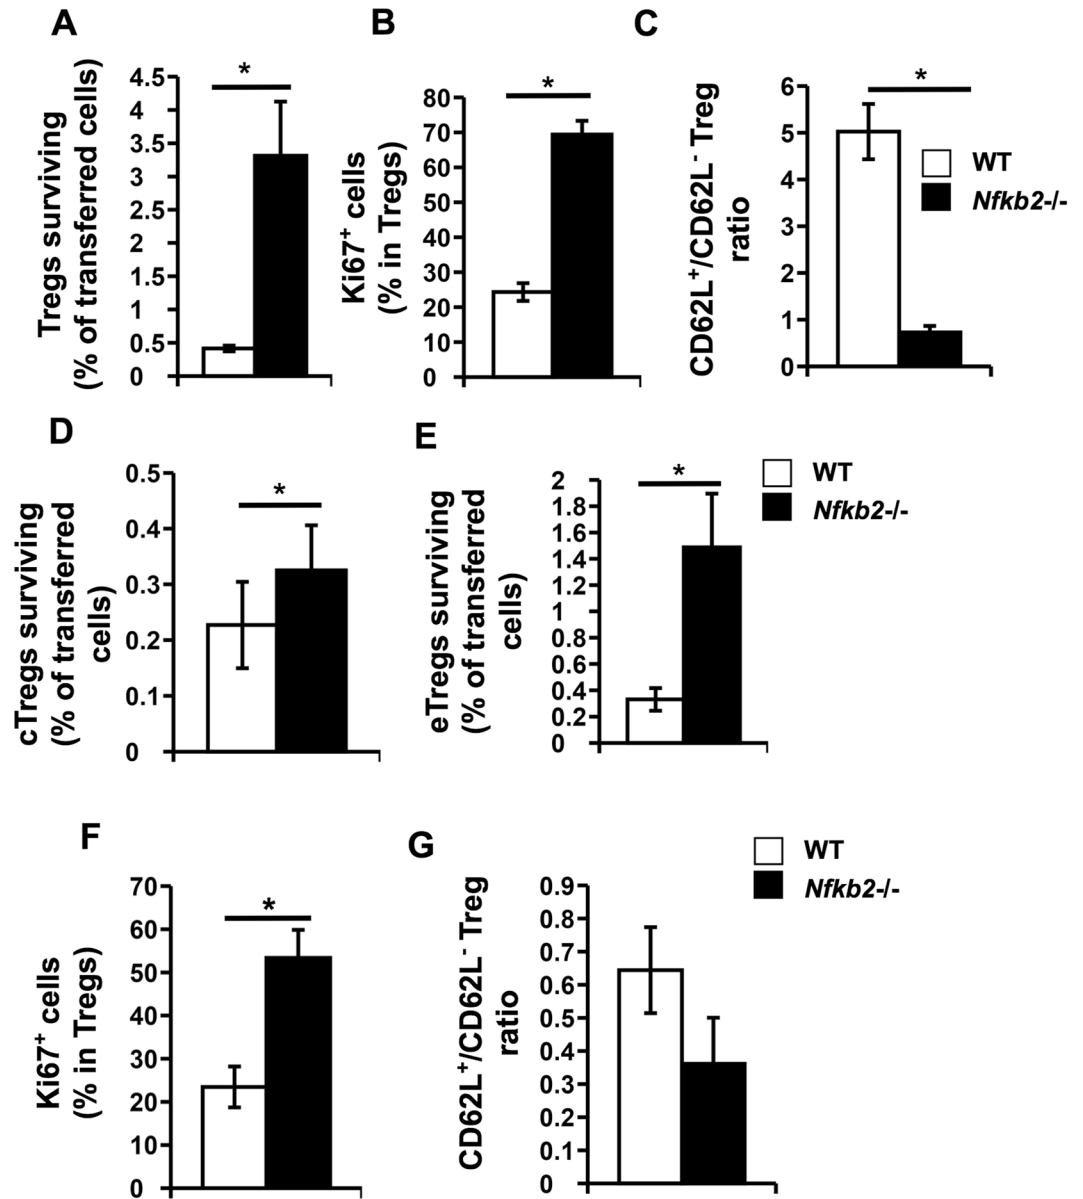 A
Tregs surviving
(% of transferred cells)
4.5
4
3.5
3
2.5
2
1.5
1
0.5
0
*
B
Ki67+ cells
(% in Tregs)
80
70
60
50
40
30
20
10
0
*
C
CD62L+/CD62L- Treg
ratio
6
5
4
3
2
1
0
*
WT
Nfkb2-/-
D
cTregs surviving
(% of transferred
cells)
0.5
0.4
0.3
0.2
0.1
0
*
E
eTregs surviving
(% of transferred
cells)
2
1.8
1.6
1.4
1.2
1
0.8
0.6
0.4
0.2
0
*
WT
Nfkb2-/-
F
Ki67+ cells
(% in Tregs)
70
60
50
40
30
20
10
0
*
G
CD62L+/CD62L- Treg
ratio
0.9
0.8
0.7
0.6
0.5
0.4
0.3
0.2
0.1
0
WT
Nfkb2-/-